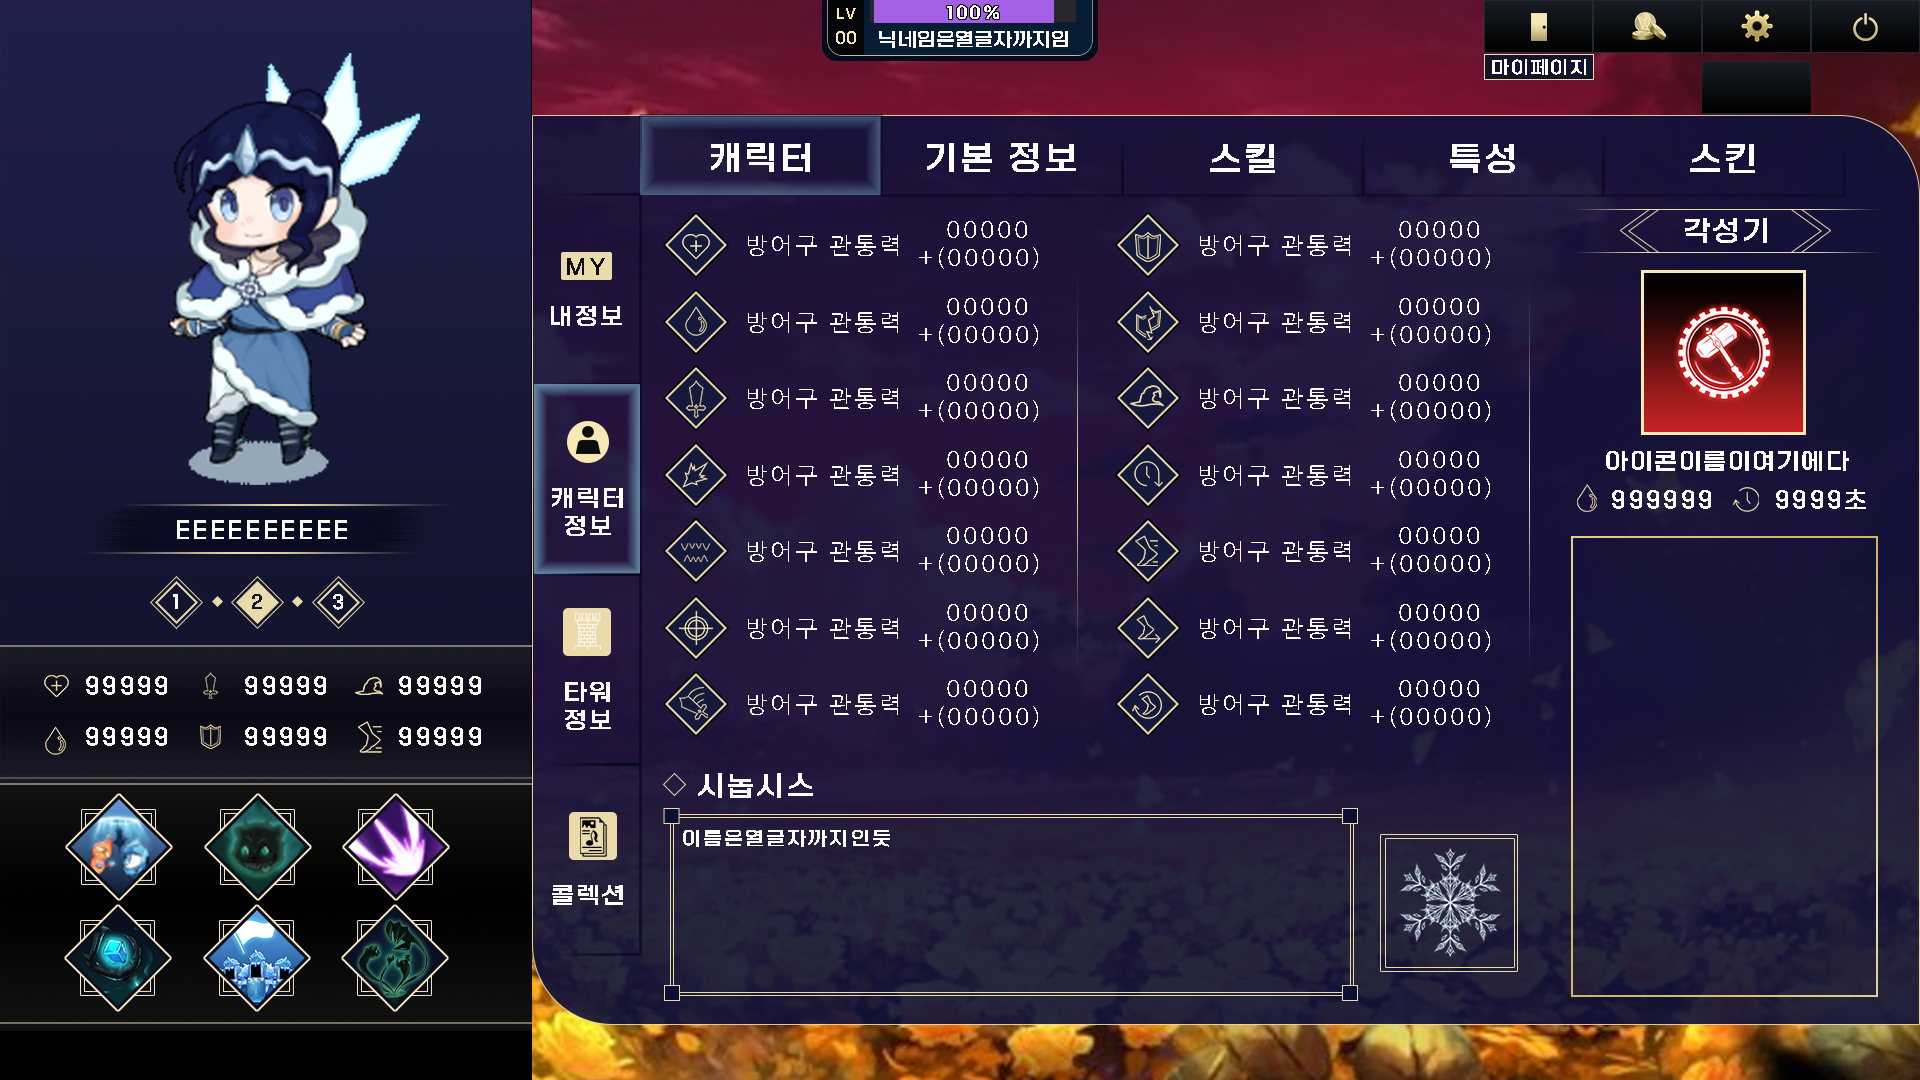 LV
00
100%
닉네임은열글자까지임
마이페이지
캐릭터
기본 정보
스킬
특성
스킨
MY
내정보
캐릭터
정보
타워
정보
콜렉션
EEEEEEEEEE
1
2
3
99999
99999
99999
99999
99999
99999
방어구 관통력
00000
+(00000)
방어구 관통력
00000
+(00000)
방어구 관통력
00000
+(00000)
방어구 관통력
00000
+(00000)
방어구 관통력
00000
+(00000)
방어구 관통력
00000
+(00000)
방어구 관통력
00000
+(00000)
방어구 관통력
00000
+(00000)
방어구 관통력
00000
+(00000)
방어구 관통력
00000
+(00000)
방어구 관통력
00000
+(00000)
방어구 관통력
00000
+(00000)
방어구 관통력
00000
+(00000)
방어구 관통력
00000
+(00000)
시놉시스
이름은열글자까지인듯
각성기
아이콘이름이여기에다
999999
9999초